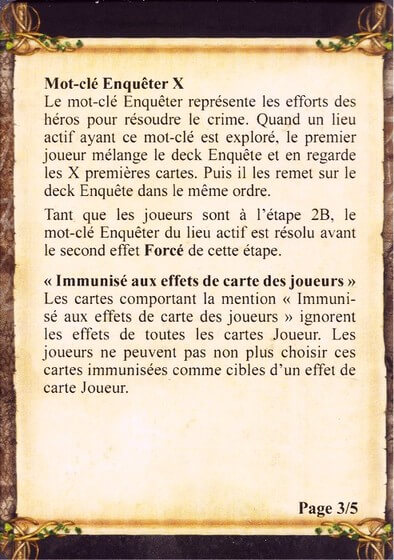 Mot-clé Enquêter X
Le mot-clé Enquêter représente les efforts des
héros pour résoudre le crime. Quand un lieu
actif ayant ce mot-clé est exploré, le premier
joueur mélange le deck Enquête et en regarde
les X premières cartes. Puis il les remet sur le
deck Enquête dans le même ordre.
Tant que les joueurs sont à l'étape 2B, le
mot-clé Enquêter du lieu actif est résolu avant
le second effet Forcé de cette étape.
« Immunisé aux effets de carte des joueurs »
Les cartes comportant la mention « Immuni-
sé aux effets de carte des joueurs » ignorent
les effets de toutes les cartes Joueur. Les
joueurs ne peuvent pas non plus choisir ces
cartes immunisées comme cibles d'un effet de
carte Joueur.
Page 3/5